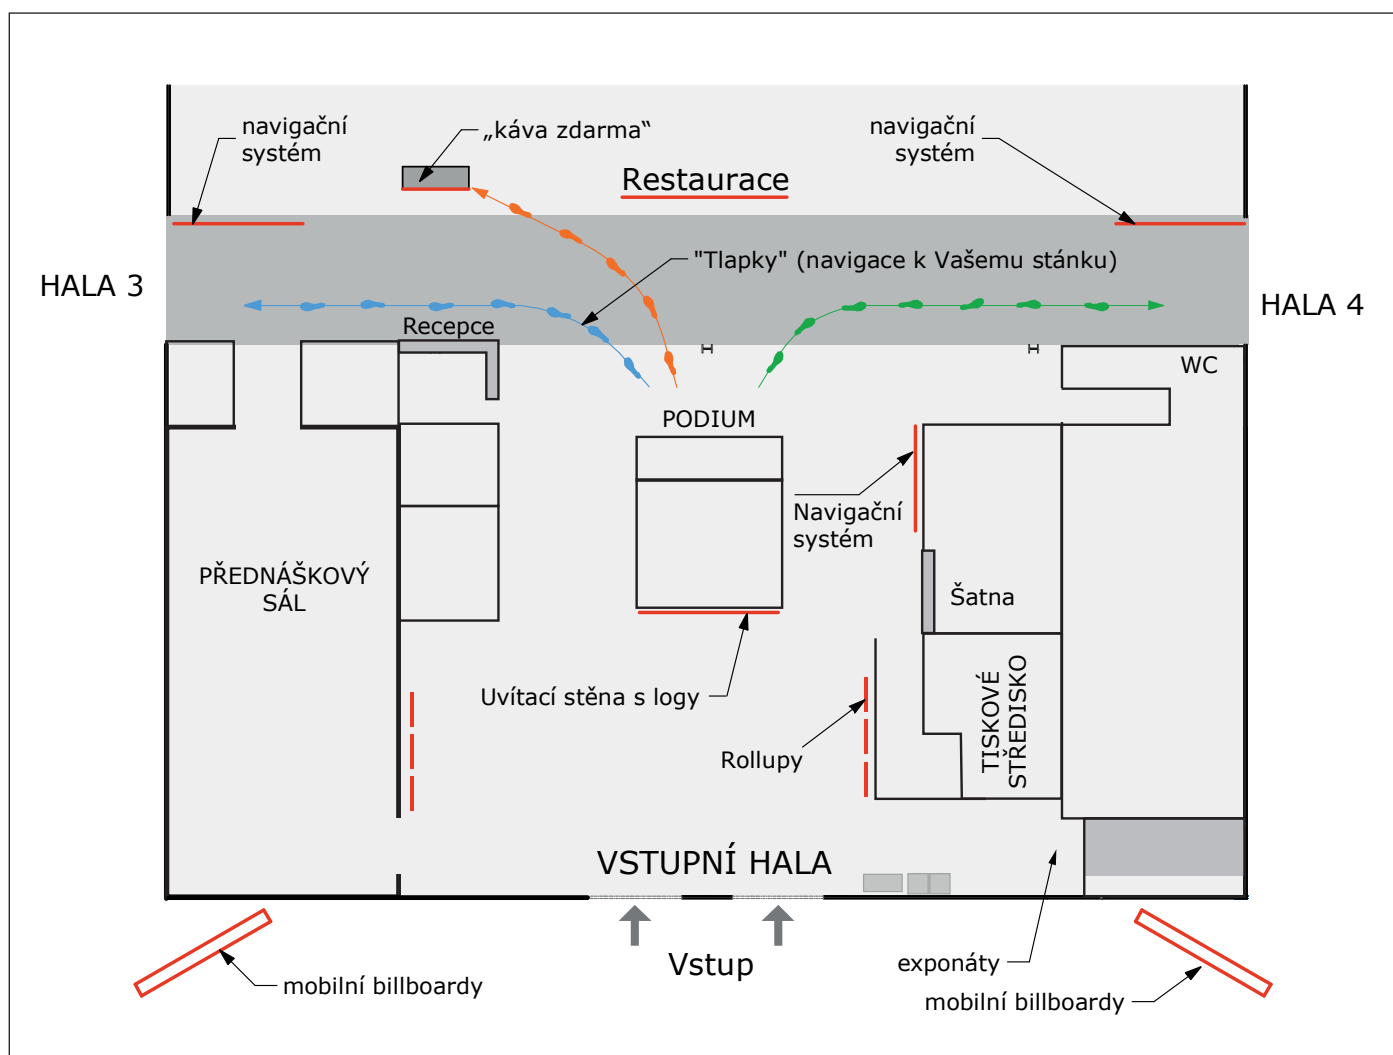 navigační
systém
„káva zdarma“
navigační
systém
Restaurace
"Tlapky" (navigace k Vašemu stánku)
HALA 3
HALA 4
Recepce
WC
PODIUM
Navigační
systém
PŘEDNÁŠKOVÝ
SÁL
Šatna
Uvítací stěna s logy
TISKOVÉ
STŘEDISKO
Rollupy
VSTUPNÍ HALA
Vstup
exponáty
mobilní billboardy
mobilní billboardy